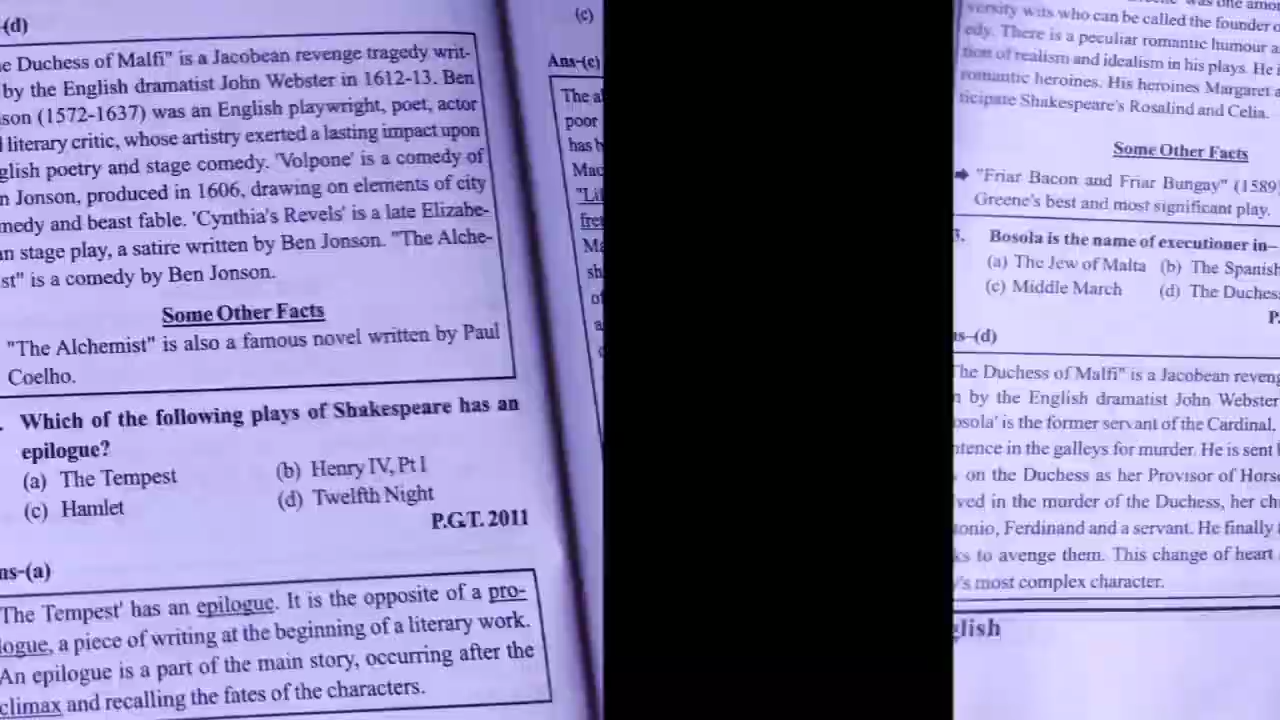 -(d)
e Duchess of Malfi" is a Jacobean revenge tragedy writ-
by the English dramatist John Webster in 1612-13. Ben
son (1572-1637) was an English playwright, poet, actor
literary critic, whose artistry exerted a lasting impact upon
glish poetry and stage comedy. 'Volpone' is a comedy of
n Jonson, produced in 1606, drawing on elements of city
medy and beast fable. 'Cynthia's Revels' is a late Elizabe-
an stage play, a satire written by Ben Jonson. "The Alche-
st" is a comedy by Ben Jonson.
Some Other Facts
"The Alchemist" is also a famous novel written by Paul
Coelho.
Which of the following plays of Shakespeare has an
epilogue?
(a) The Tempest (b) Henry IV, Pt I
(c) Hamlet (d) Twelfth Night
P.G.T. 2011
ns-(a)
The Tempest' has an epilogue. It is the opposite of a pro-
logue, a piece of writing at the beginning of a literary work.
An epilogue is a part of the main story, occurring after the
climax and recalling the fates of the characters.
(c)
Ans-(c)
The a
poor
has b
Mac
"Lif
fret
Ma
sh
of
a
versity wits who can be called the founder o
edy. There is a peculiar romantic humour a
tion of realism and idealism in his plays. He i
romantic heroines. His heroines Margaret a
ticipate Shakespeare's Rosalind and Celia.
Some Other Facts
➡ "Friar Bacon and Friar Bungay" (1589)
Greene's best and most significant play.
3. Bosola is the name of executioner in–
(a) The Jew of Malta (b) The Spanish
(c) Middle March (d) The Duches
P.
ns–(d)
The Duchess of Malfi" is a Jacobean reveng
n by the English dramatist John Webster
osola' is the former servant of the Cardinal,
ntence in the galleys for murder. He is sent
on the Duchess as her Provisor of Horse
ved in the murder of the Duchess, her ch
tonio, Ferdinand and a servant. He finally
ks to avenge them. This change of heart
y's most complex character.
glish